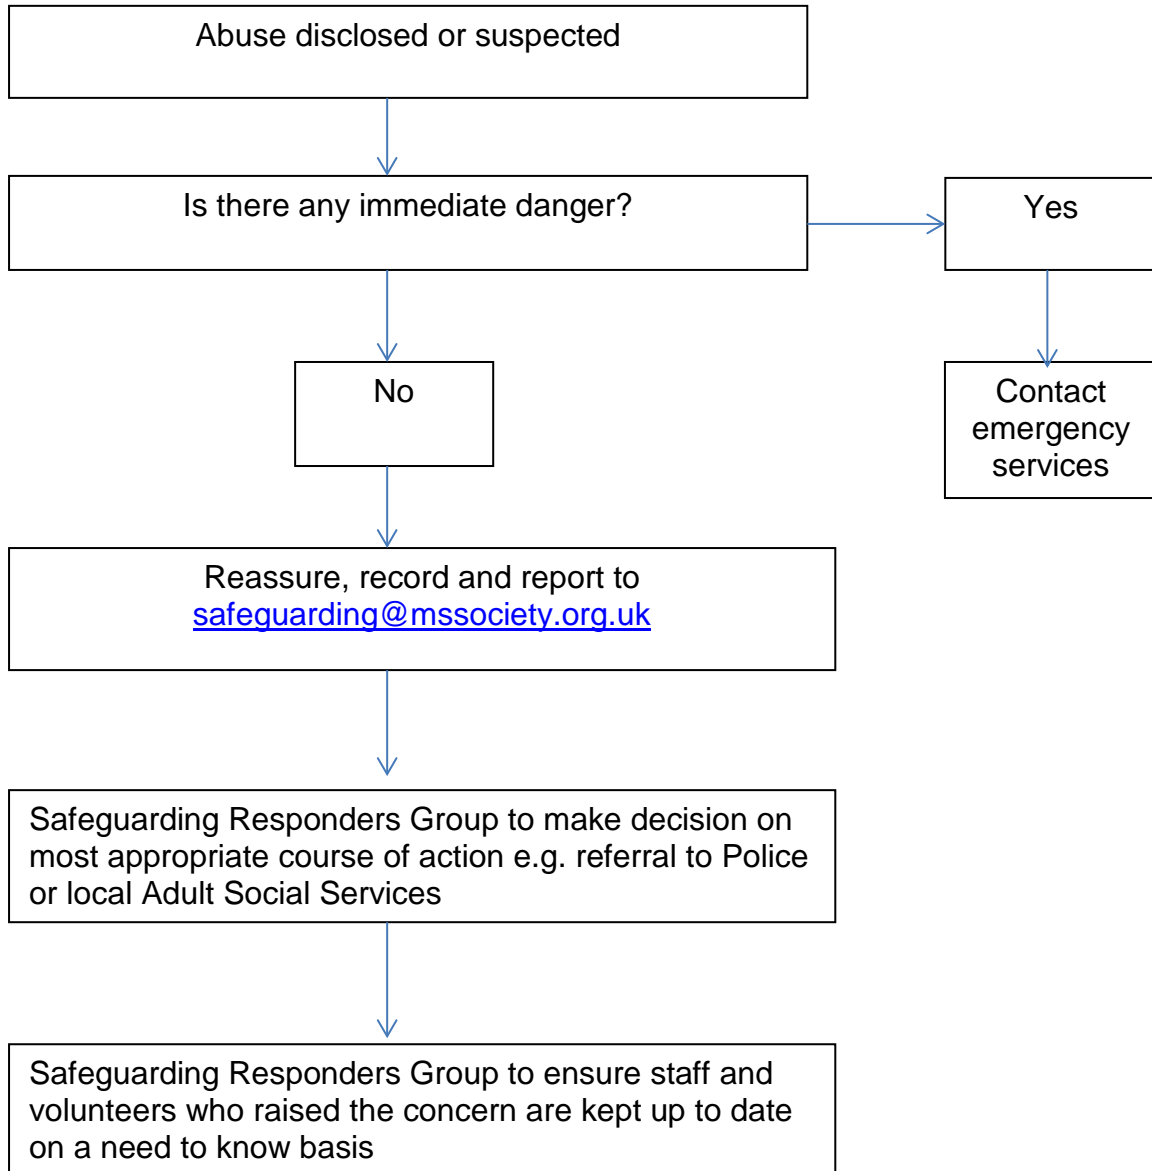 Abuse disclosed or suspected
Is there any immediate danger?
Yes
No
Contact
emergency
services
Reassure, record and report to
safeguarding@mssociety.org.uk
Safeguarding Responders Group to make decision on
most appropriate course of action e.g. referral to Police
or local Adult Social Services
Safeguarding Responders Group to ensure staff and
volunteers who raised the concern are kept up to date
on a need to know basis